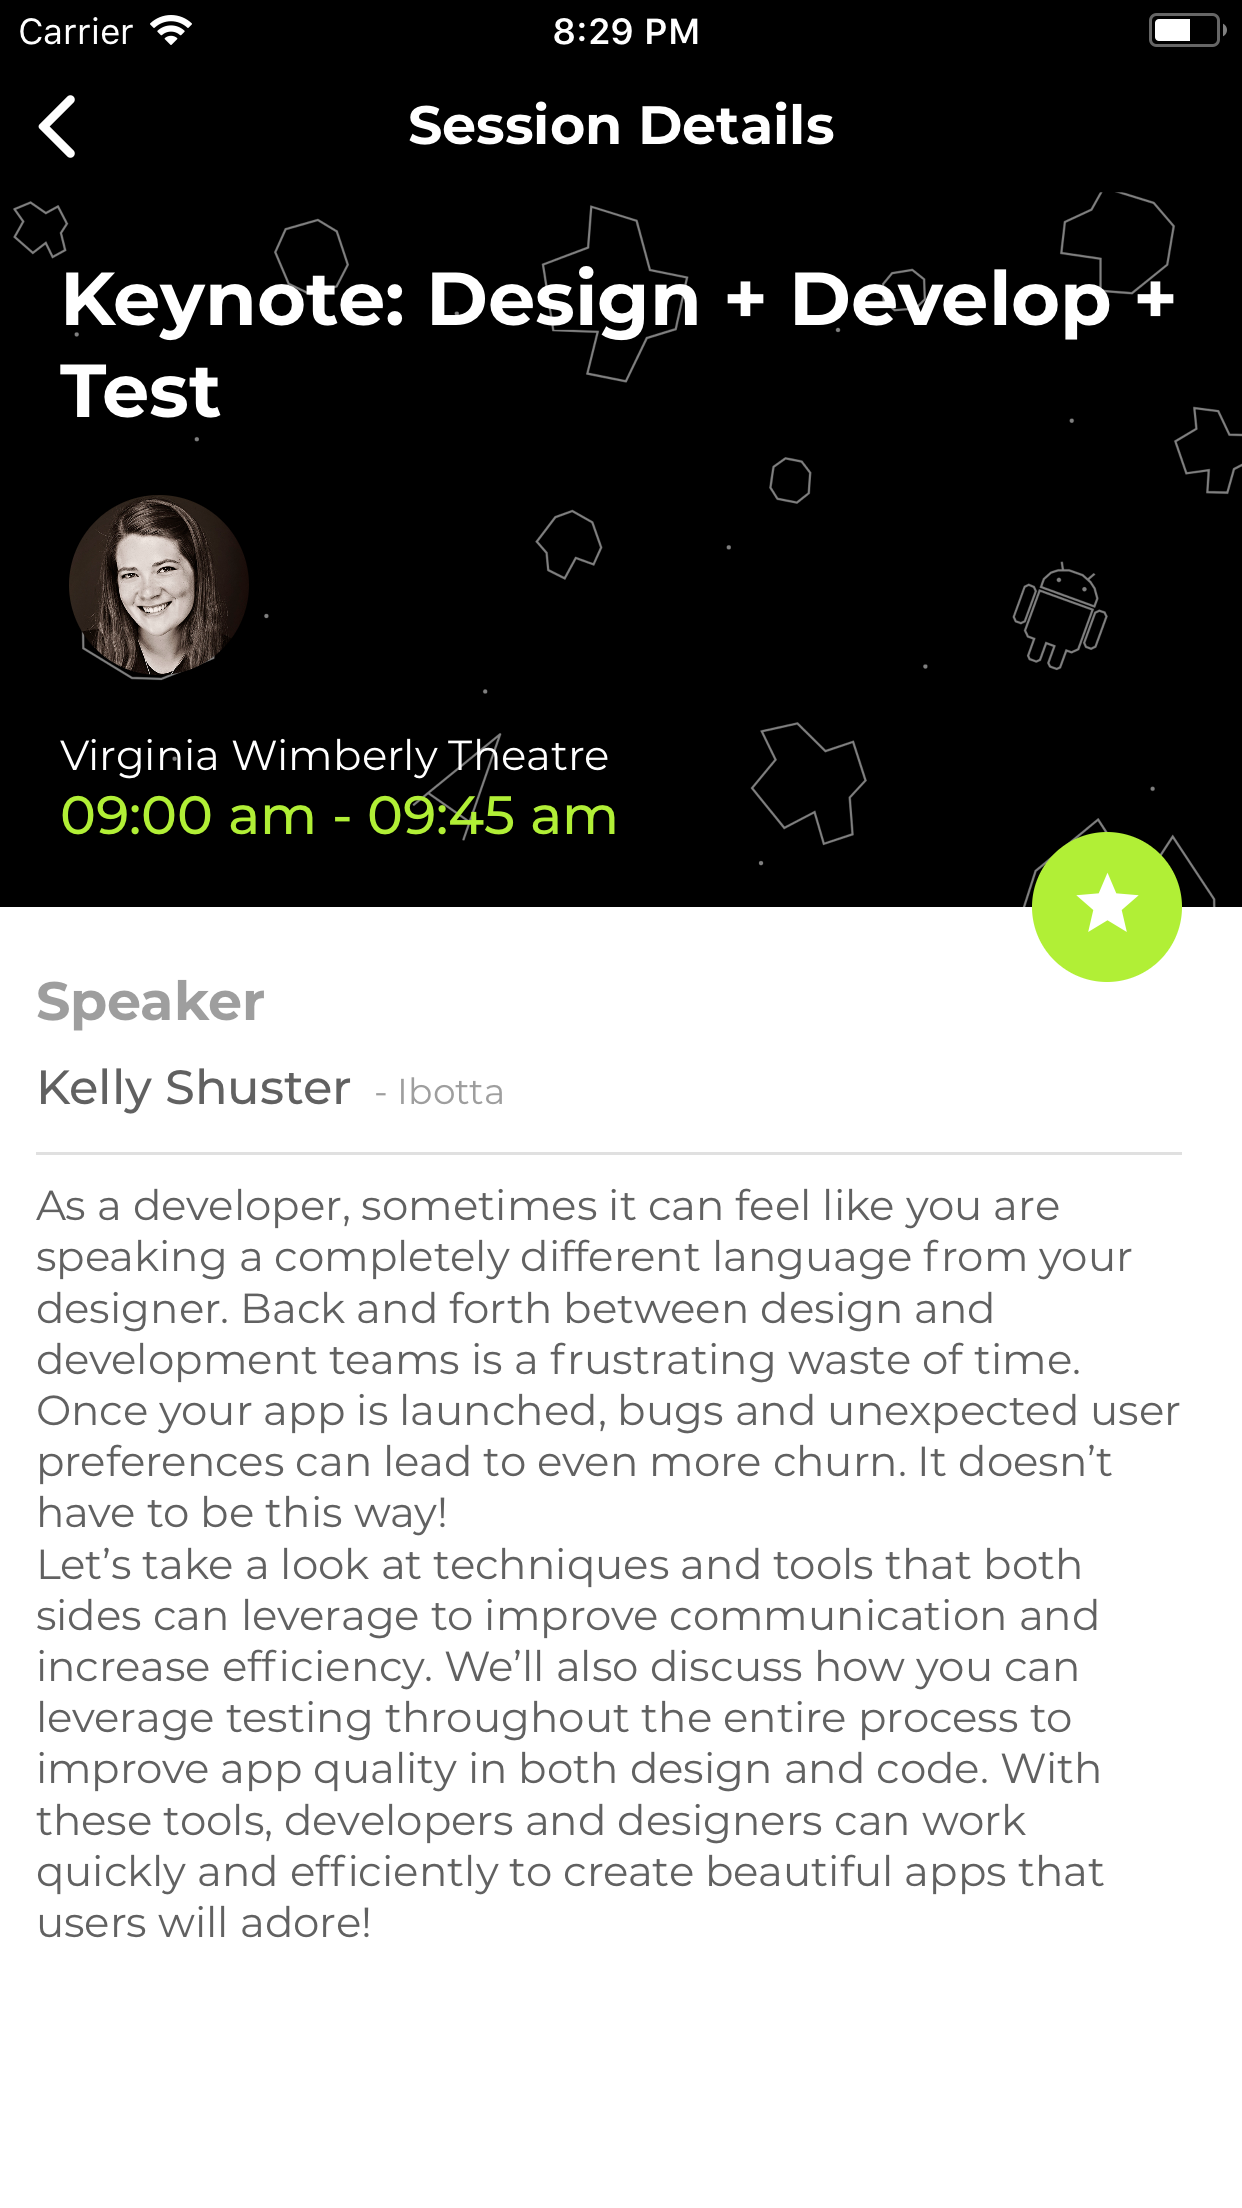 Carrier 8:29 PM
Session Details
Keynote: Design + Develop +
Test
Virginia Wimberly Theatre
09:00 am - 09:45 am
Speaker
Kelly Shuster - Ibotta
As a developer, sometimes it can feel like you are
speaking a completely different language from your
designer. Back and forth between design and
development teams is a frustrating waste of time.
Once your app is launched, bugs and unexpected user
preferences can lead to even more churn. It doesn’t
have to be this way!
Let’s take a look at techniques and tools that both
sides can leverage to improve communication and
increase efficiency. We’ll also discuss how you can
leverage testing throughout the entire process to
improve app quality in both design and code. With
these tools, developers and designers can work
quickly and efficiently to create beautiful apps that
users will adore!